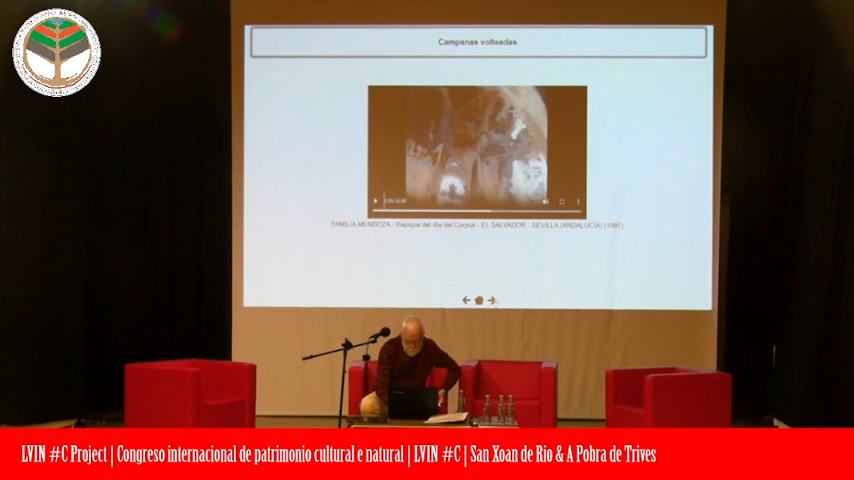 Campanas volteadas
FAMILIA MENDOZA - Repique del día del Corpus - EL SALVADOR - SEVILLA (ANDALUCÍA) (1997)
LVIN #C Project | Congreso internacional de patrimonio cultural e natural | LVIN #C | San Xoan de Rio & A Pobra de Trives